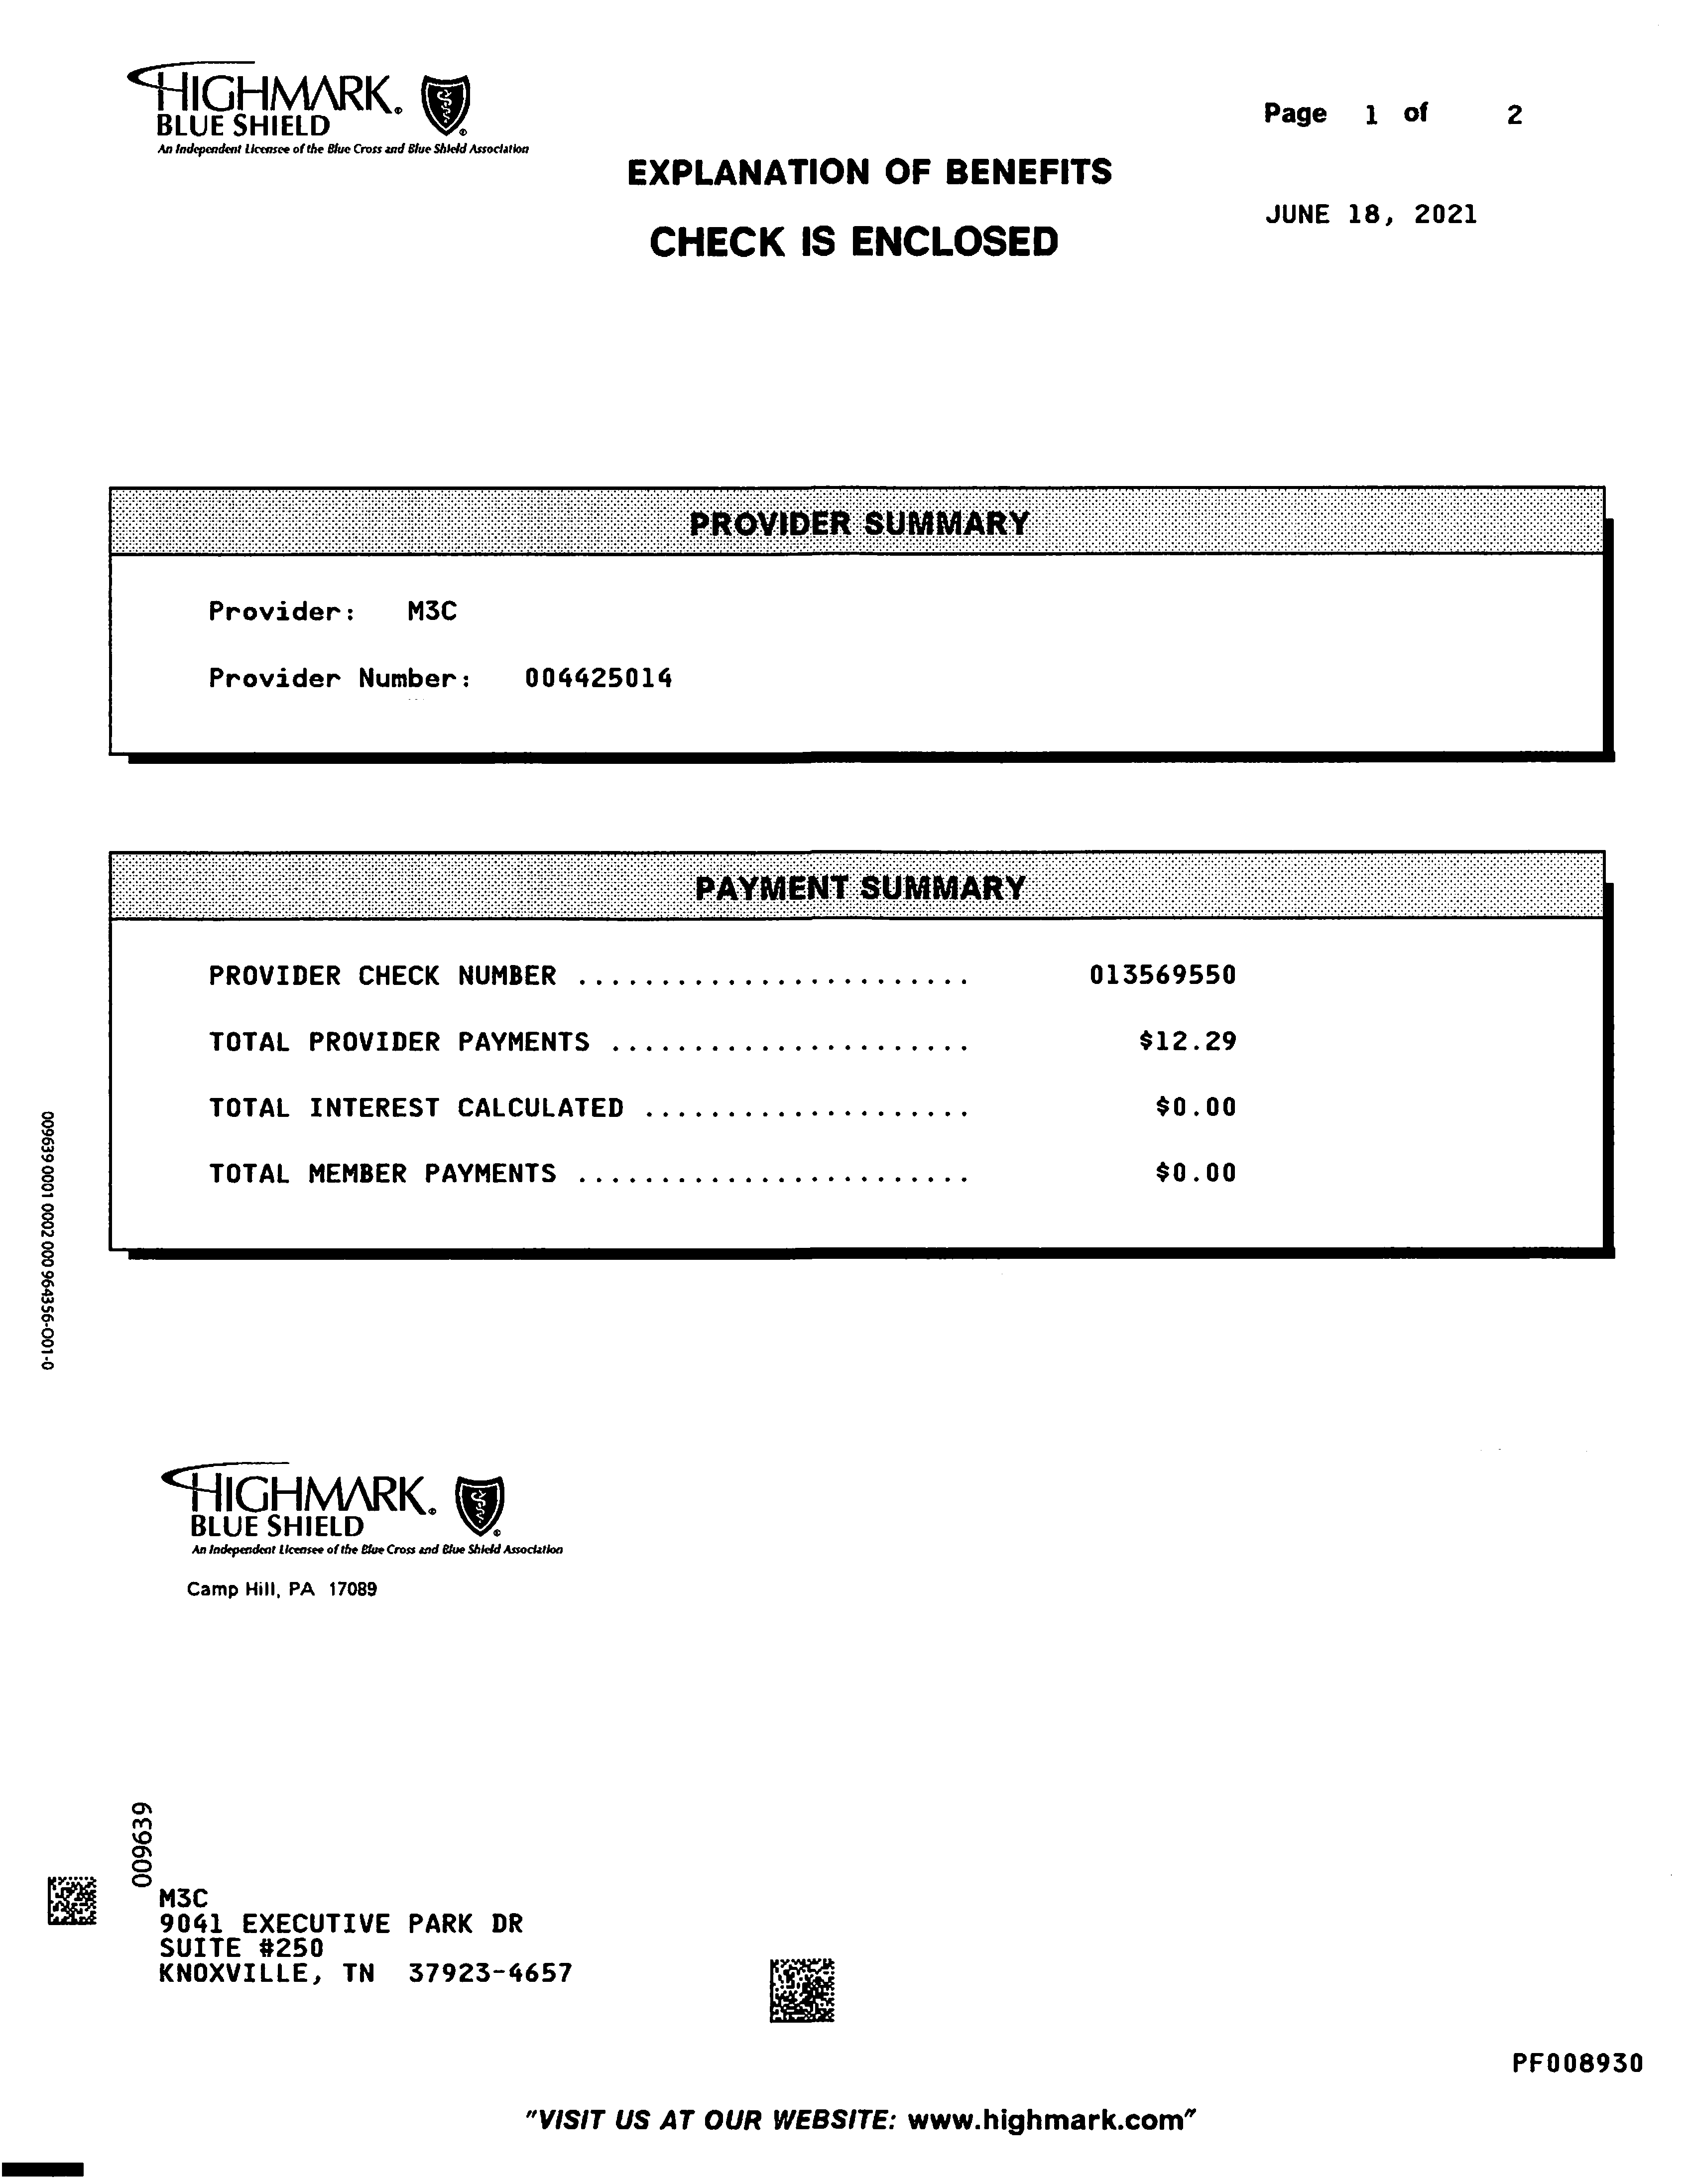 HIGHMARK®
BLUE SHIELD
An Independent Licensee of the Blue Cross and Blue Shield Association
Page 1 of 2
EXPLANATION OF BENEFITS
JUNE 18, 2021
CHECK IS ENCLOSED
PROVIDER SUMMARY
Provider: M3C
Provider Number: 004425014
PAYMENT SUMMARY
PROVIDER CHECK NUMBER ........................ 013569550
TOTAL PROVIDER PAYMENTS ...................... $12.29
TOTAL INTEREST CALCULATED .................... $0.00
TOTAL MEMBER PAYMENTS ........................ $0.00
009639 0001 0002 000 964356-O01-0
HIGHMARK®
BLUE SHIELD
An Independent Licensee of the Blue Cross and Blue Shield Association
Camp Hill, PA 17089
009639
M3C
9041 EXECUTIVE PARK DR
SUITE #250
KNOXVILLE, TN 37923-4657
PF008930
"VISIT US AT OUR WEBSITE: www.highmark.com"